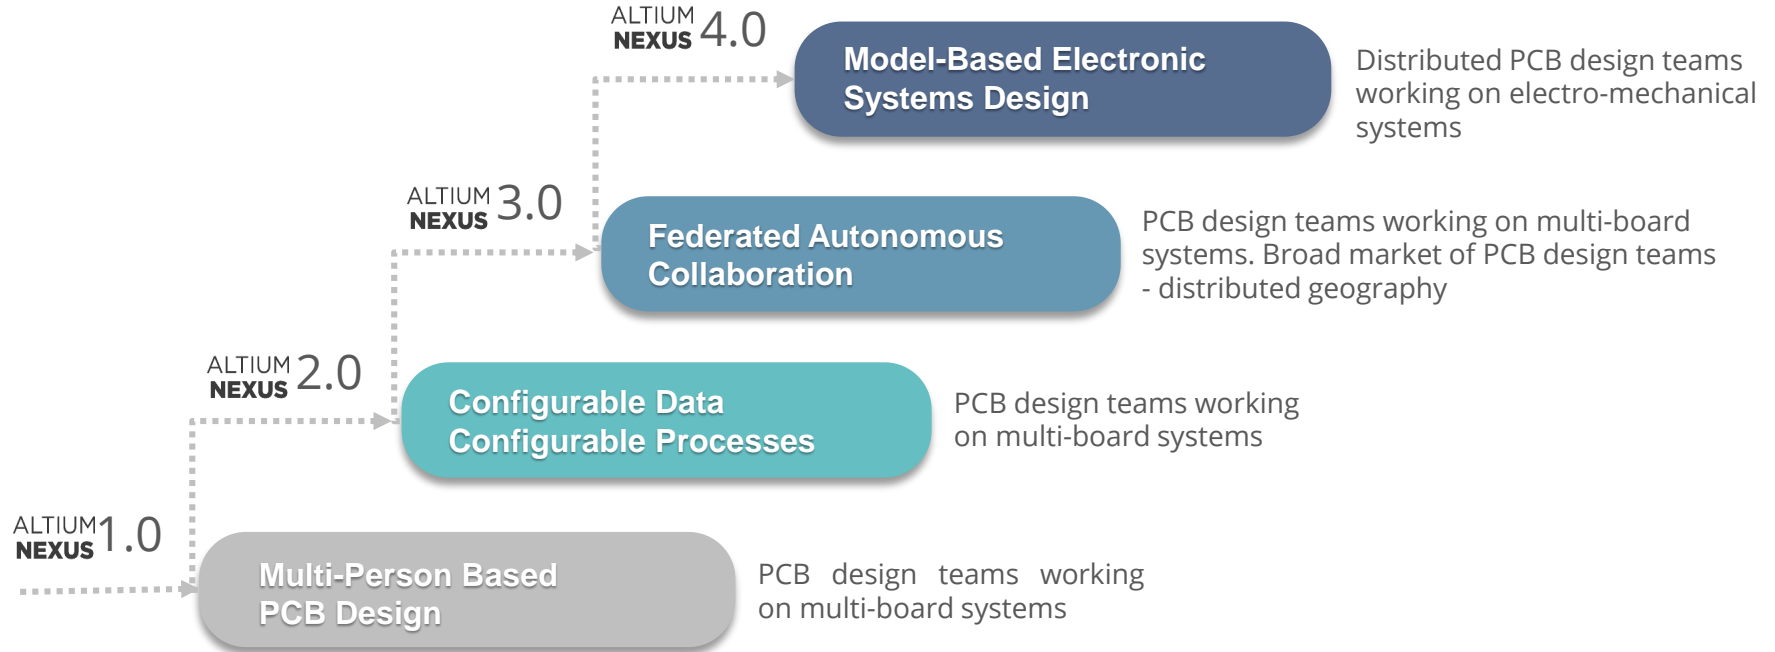 ALTIUM
NEXUS 4.0
Model-Based Electronic
Systems Design
Distributed PCB design teams
working on electro-mechanical
systems
ALTIUM
NEXUS 3.0
Federated Autonomous
Collaboration
PCB design teams working on multi-board
systems. Broad market of PCB design teams
- distributed geography
ALTIUM
NEXUS 2.0
Configurable Data
Configurable Processes
PCB design teams working
on multi-board systems
ALTIUM
NEXUS 1.0
Multi-Person Based
PCB Design
PCB design teams working
on multi-board systems